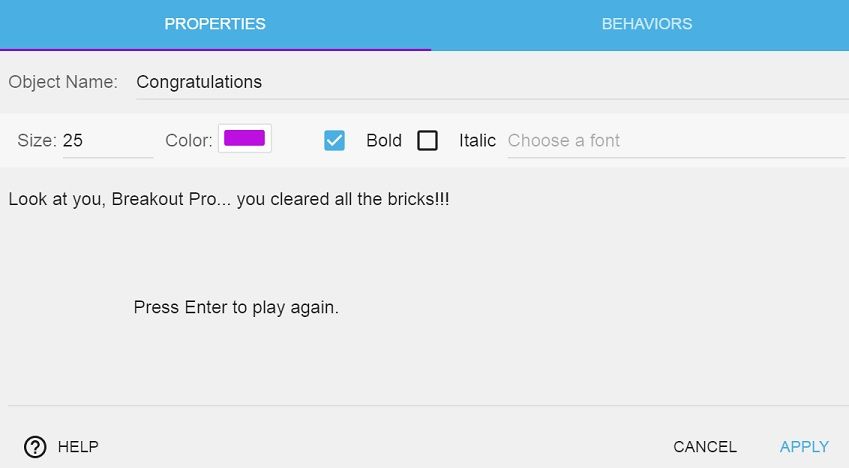 PROPERTIES BEHAVIORS
Object Name: Congratulations
Size: 25 Color: Bold Italic Choose a font
Look at you, Breakout Pro... you cleared all the bricks!!!
Press Enter to play again.
? HELP CANCEL APPLY